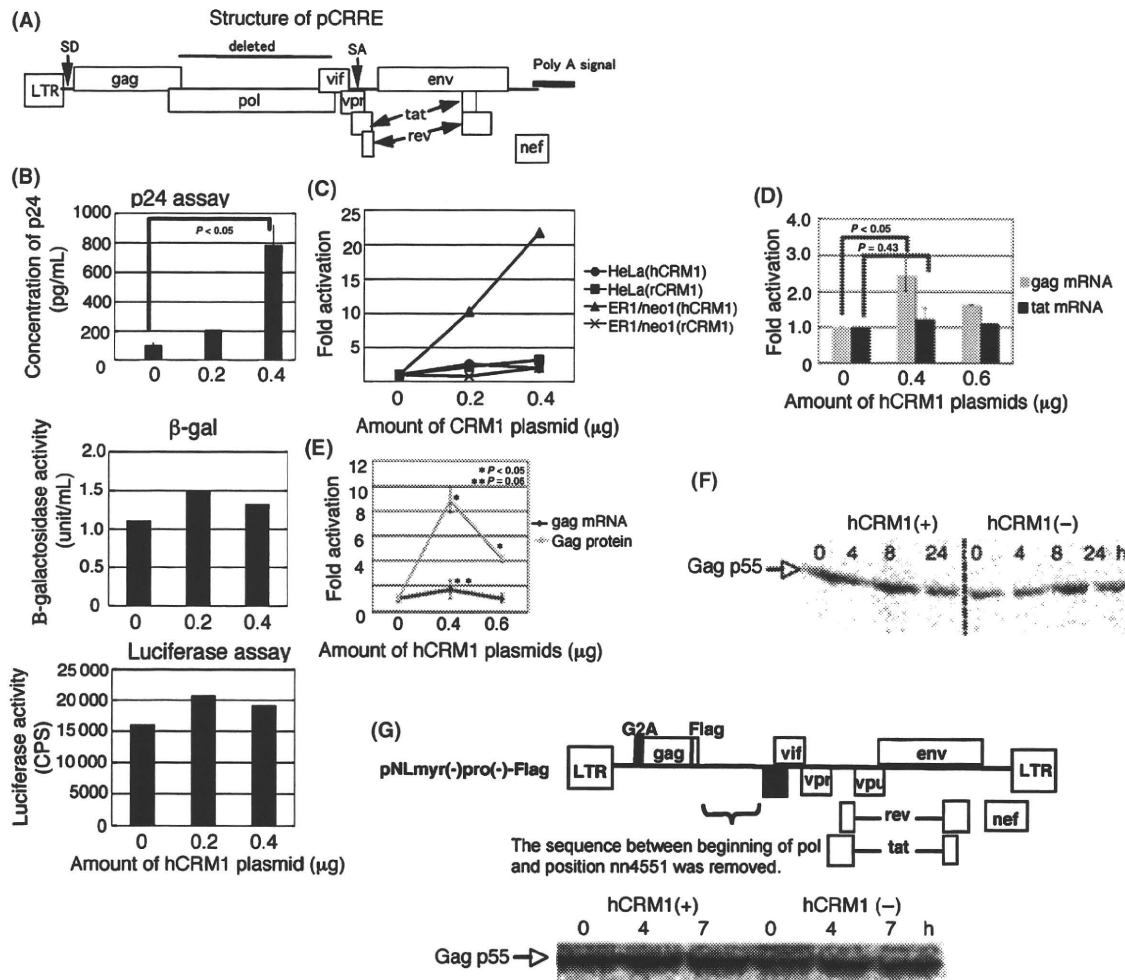 (A)
Structure of pCRRE
SD
deleted
SA
Poly A signal
LTR
gag
vif
env
pol
vpr
tat
rev
nef
(B)
p24 assay
Concentration of p24
(pg/mL)
1000
800
600
400
200
0
P < 0.05
0 0.2 0.4
β-gal
B-galactosidase activity
(unit/mL)
2.0
1.5
1.0
0.5
0
0 0.2 0.4
Luciferase assay
Luciferase activity
(CPS)
25 000
20 000
15 000
10 000
5000
0
0 0.2 0.4
Amount of hCRM1 plasmid (μg)
(C)
Fold activation
25
20
15
10
5
0 0.2 0.4
Amount of CRM1 plasmid (μg)
HeLa(hCRM1)
HeLa(rCRM1)
ER1/neo1(hCRM1)
ER1/neo1(rCRM1)
(D)
Fold activation
4.0
3.0
2.0
1.0
0
P < 0.05
P = 0.43
gag mRNA
tat mRNA
0 0.4 0.6
Amount of hCRM1 plasmids (μg)
(E)
Fold activation
12
10
8
6
4
2
0
* P < 0.05
** P = 0.06
*
*
**
gag mRNA
Gag protein
0 0.4 0.6
Amount of hCRM1 plasmids (μg)
(F)
hCRM1(+) hCRM1(−)
0 4 8 24 0 4 8 24 h
Gag p55
(G)
pNLmyr(-)pro(-)-Flag
G2A
Flag
LTR
gag
vif
env
LTR
vpr
vpu
rev
nef
tat
The sequence between beginning of pol
and position nn4551 was removed.
hCRM1(+) hCRM1 (−)
0 4 7 0 4 7 h
Gag p55